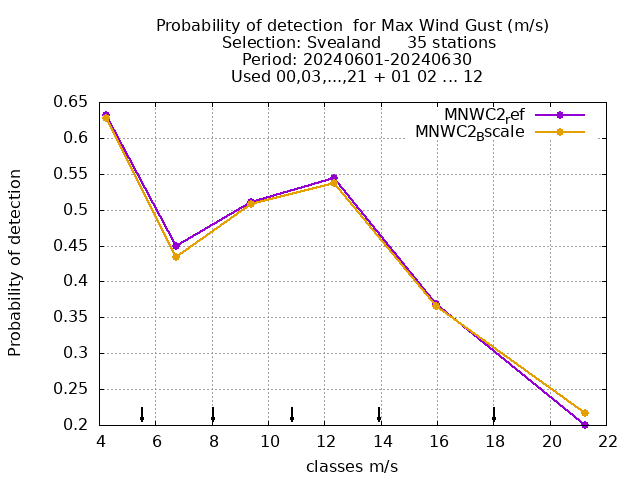 Probability of detection  for Max Wind Gust (m/s)
Selection: Svealand     35 stations
Period: 20240601-20240630
Used 00,03,...,21 + 01 02 ... 12
MNWC2ref
MNWC2Bscale
Probability of detection
0.65
0.6
0.55
0.5
0.45
0.4
0.35
0.3
0.25
0.2
4 6 8 10 12 14 16 18 20 22
classes m/s